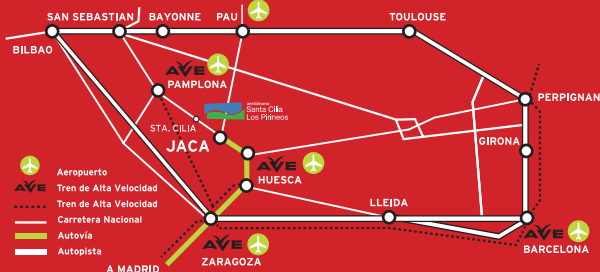 SAN SEBASTIAN
BAYONNE
PAU
TOULOUSE
BILBAO
AVE
PAMPLONA
aeródromo
Santa Cilia
Los Pirineos
PERPIGNAN
STA. CILIA
JACA
GIRONA
AVE
HUESCA
Aeropuerto
AVE Tren de Alta Velocidad
Tren de Alta Velocidad
Carretera Nacional
Autovía
Autopista
LLEIDA
AVE
ZARAGOZA
AVE
BARCELONA
A MADRID